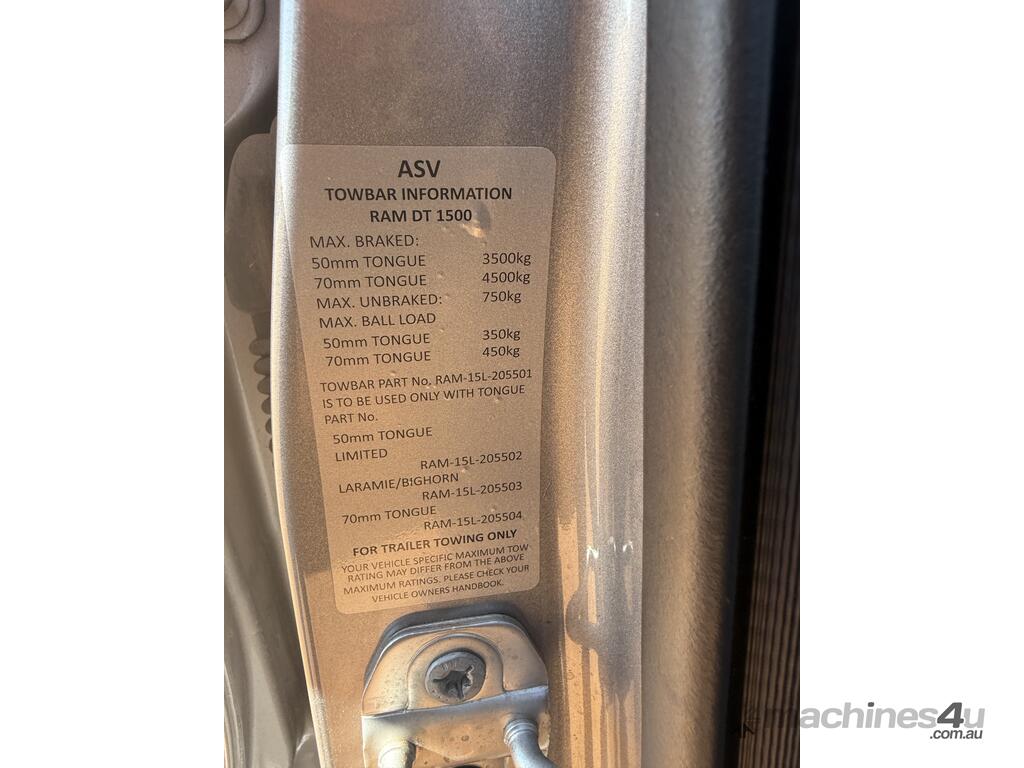 ASV
TOWBAR INFORMATION
RAM DT 1500
MAX. BRAKED:
50mm TONGUE 3500kg
70mm TONGUE 4500kg
MAX. UNBRAKED: 750kg
MAX. BALL LOAD
50mm TONGUE 350kg
70mm TONGUE 450kg
TOWBAR PART No. RAM-15L-205501
IS TO BE USED ONLY WITH TONGUE
PART No.
50mm TONGUE
LIMITED
RAM-15L-205502
LARAMIE/BIGHORN
RAM-15L-205503
70mm TONGUE
RAM-15L-205504
FOR TRAILER TOWING ONLY
YOUR VEHICLE SPECIFIC MAXIMUM TOW
RATING MAY DIFFER FROM THE ABOVE
MAXIMUM RATINGS. PLEASE CHECK YOUR
VEHICLE OWNERS HANDBOOK.
machines4u
.com.au